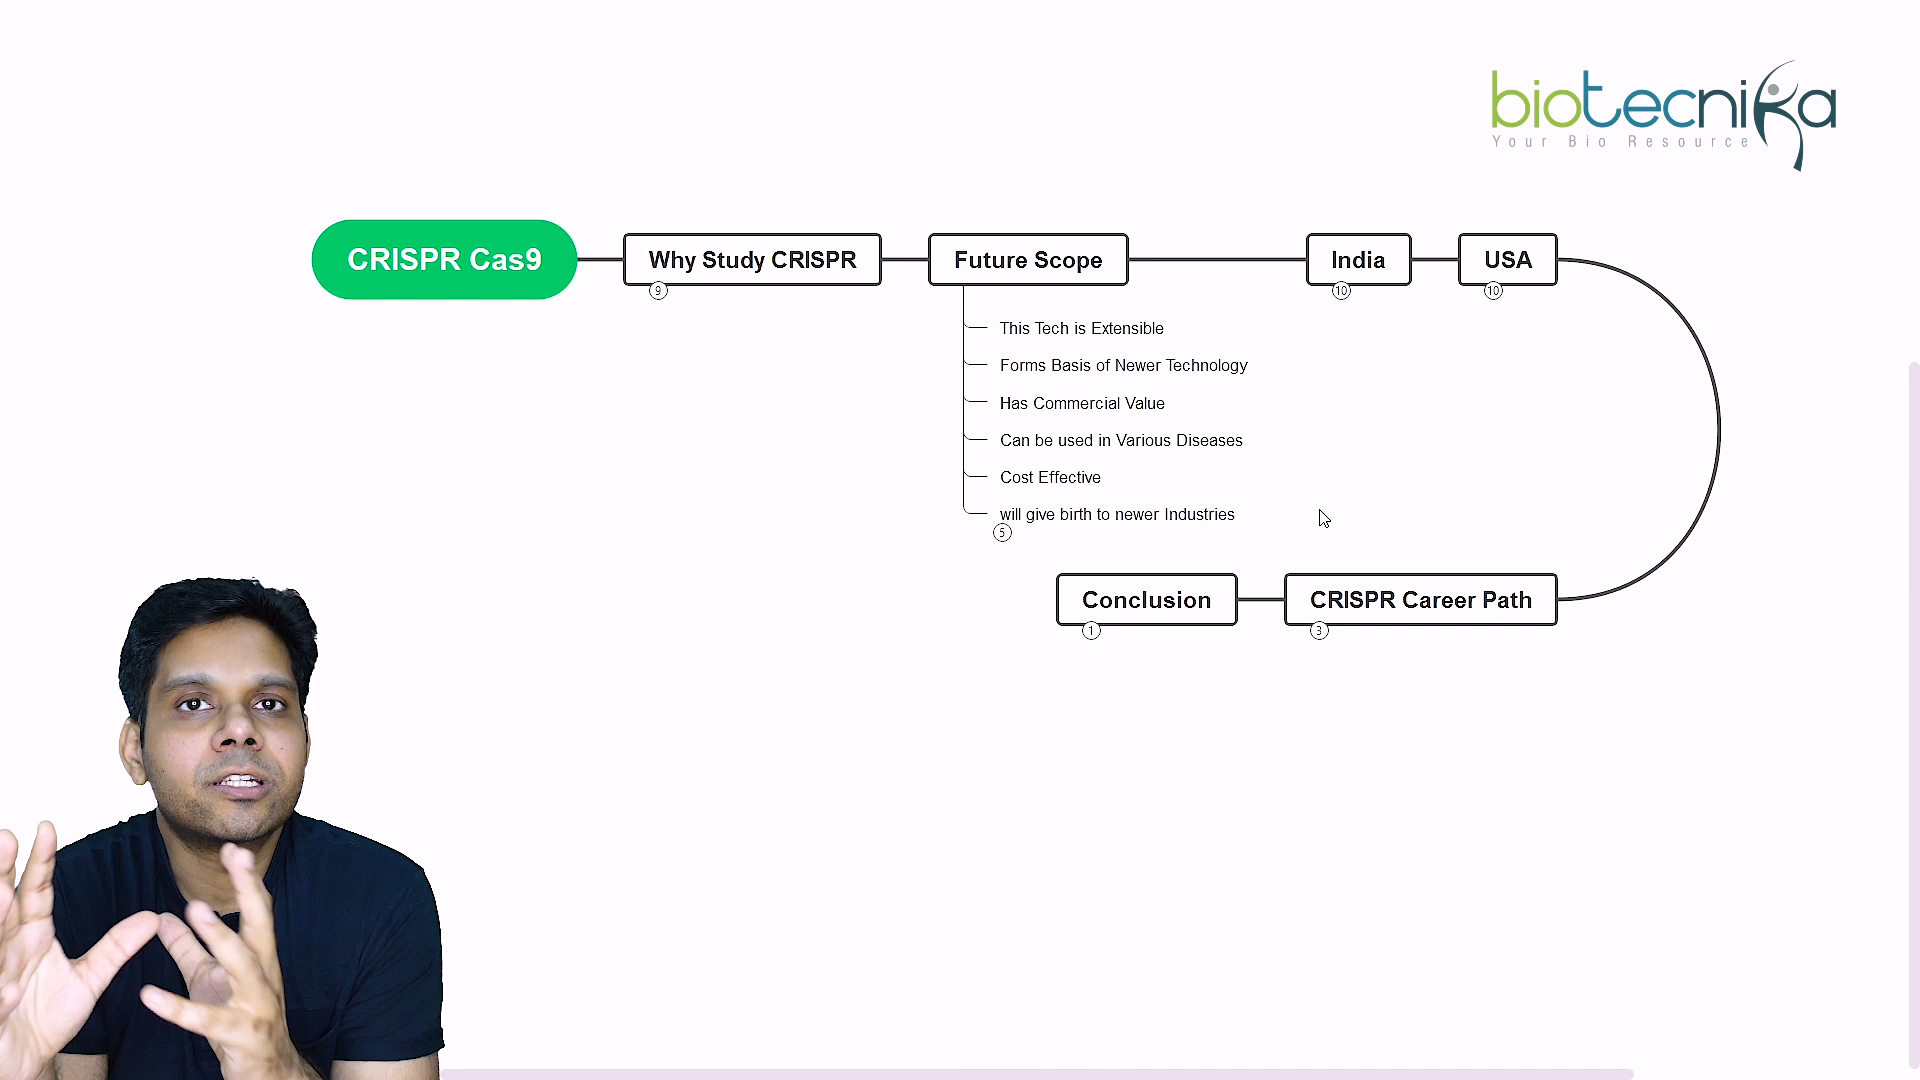 biotecnika
Your Bio Resource
CRISPR Cas9
Why Study CRISPR
9
Future Scope
India
10
USA
10
This Tech is Extensible
Forms Basis of Newer Technology
Has Commercial Value
Can be used in Various Diseases
Cost Effective
will give birth to newer Industries
5
Conclusion
1
CRISPR Career Path
3